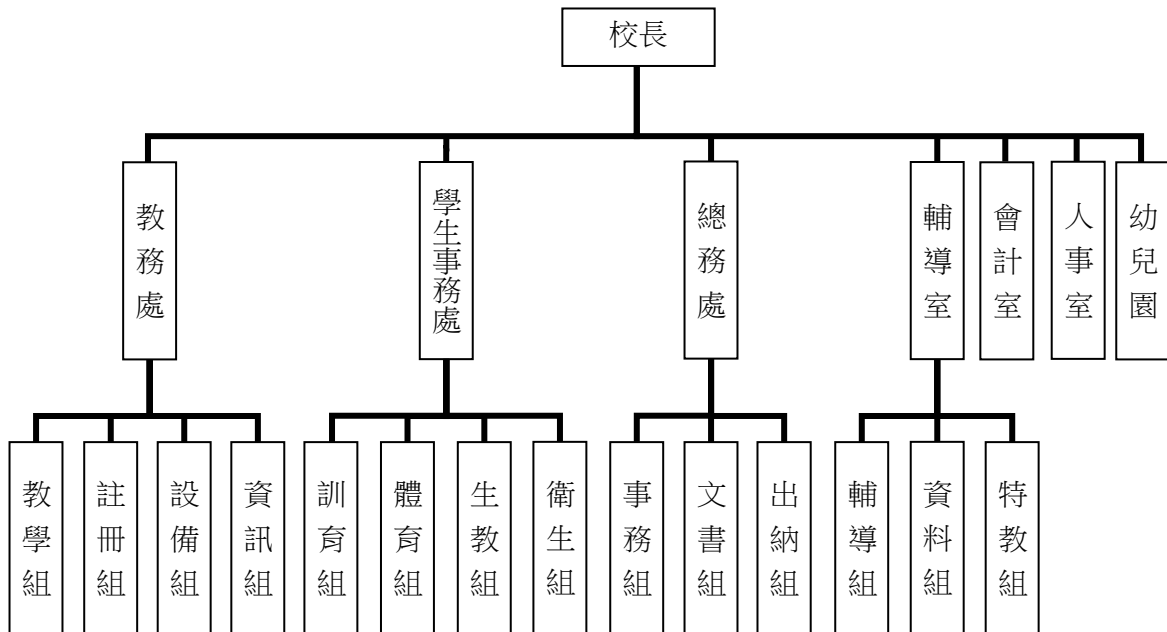 校長
教務處
學生事務處
總務處
輔導室
會計室
人事室
幼兒園
教學組
註冊組
設備組
資訊組
訓育組
體育組
生教組
衛生組
事務組
文書組
出納組
輔導組
資料組
特教組